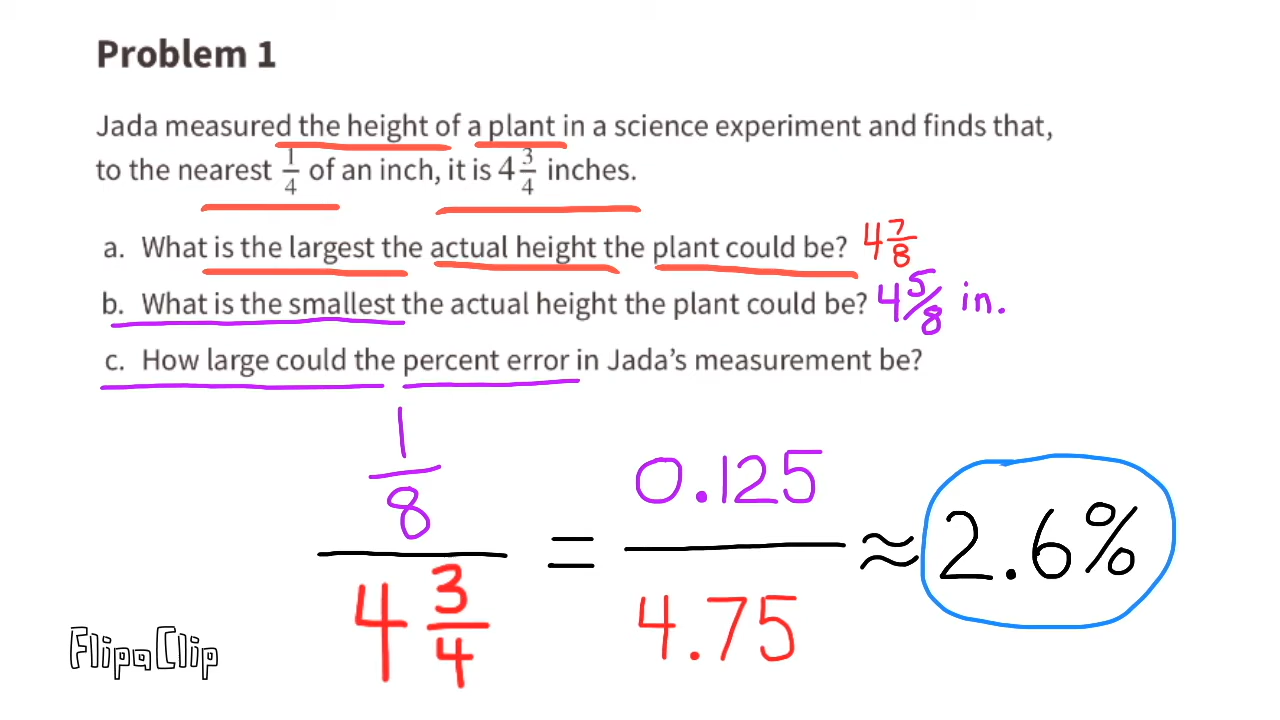 Problem 1
Jada measured the height of a plant in a science experiment and finds that,
to the nearest 1/4 of an inch, it is 4 3/4 inches.
a. What is the largest the actual height the plant could be? 4 7/8
b. What is the smallest the actual height the plant could be? 4 5/8 in.
c. How large could the percent error in Jada's measurement be?
1/8 / 4 3/4 = 0.125 / 4.75 ≈ 2.6%
FlipaClip